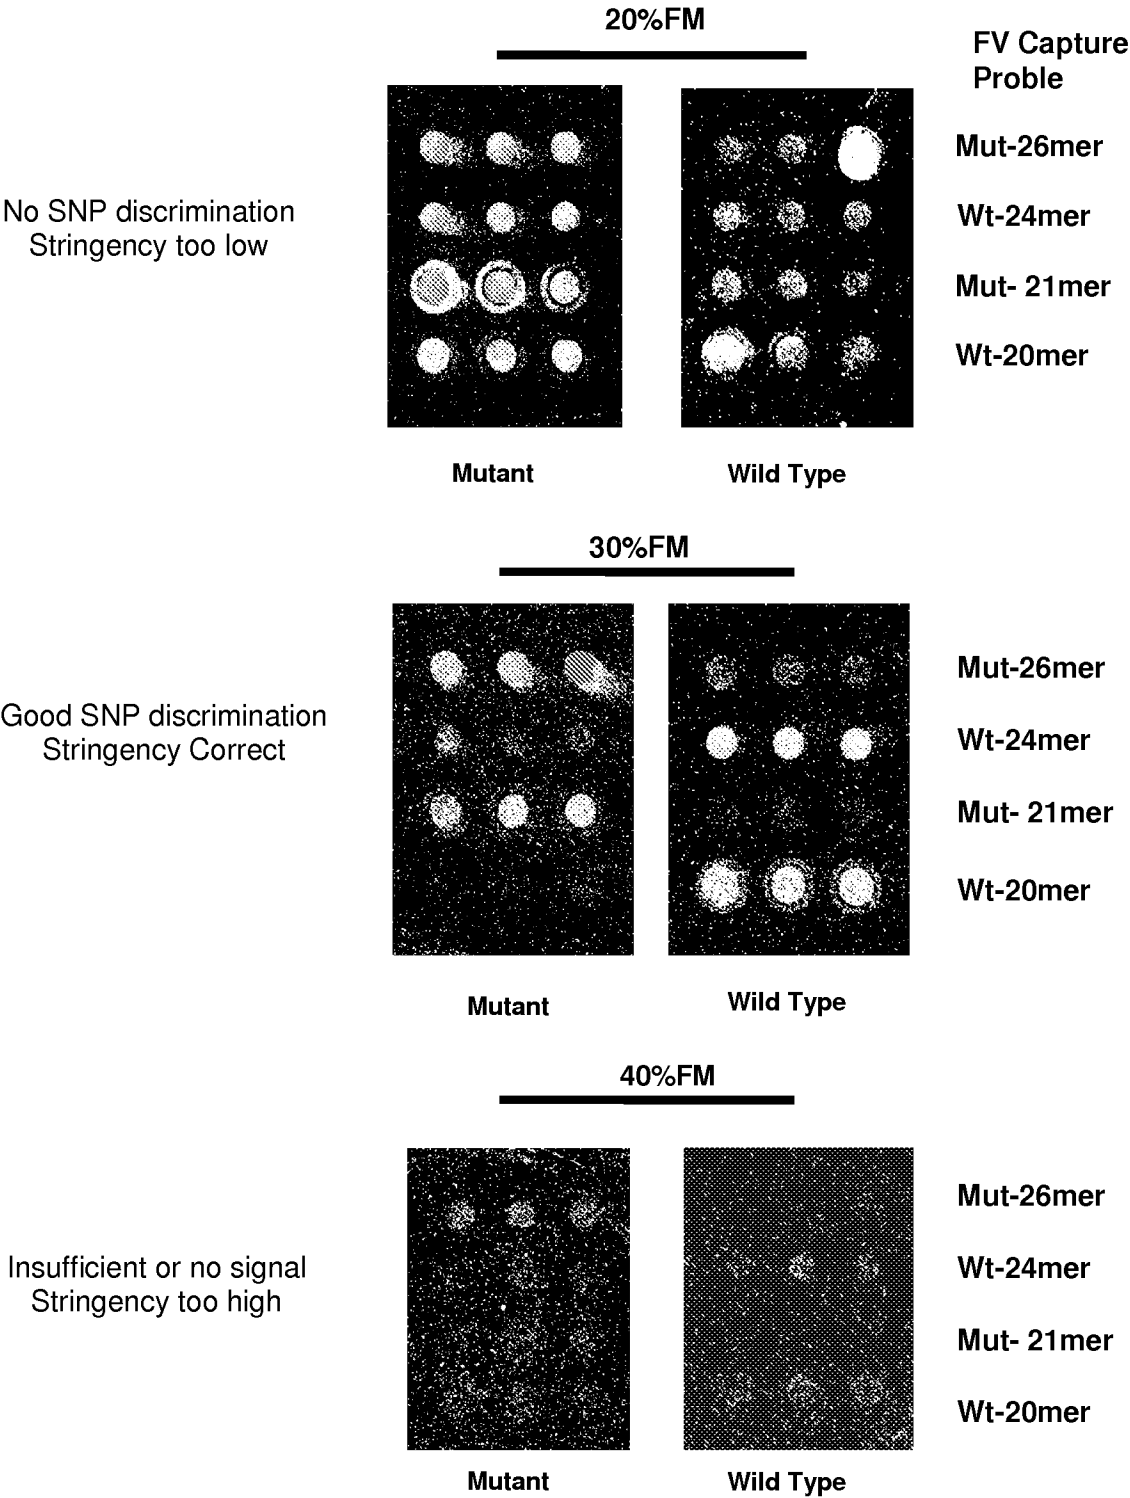 20%FM
FV Capture
Proble
Mut-26mer
No SNP discrimination
Stringency too low
Wt-24mer
Mut- 21mer
Wt-20mer
Mutant
Wild Type
30%FM
Mut-26mer
Good SNP discrimination
Stringency Correct
Wt-24mer
Mut- 21mer
Wt-20mer
Mutant
Wild Type
40%FM
Mut-26mer
Insufficient or no signal
Stringency too high
Wt-24mer
Mut- 21mer
Wt-20mer
Mutant
Wild Type